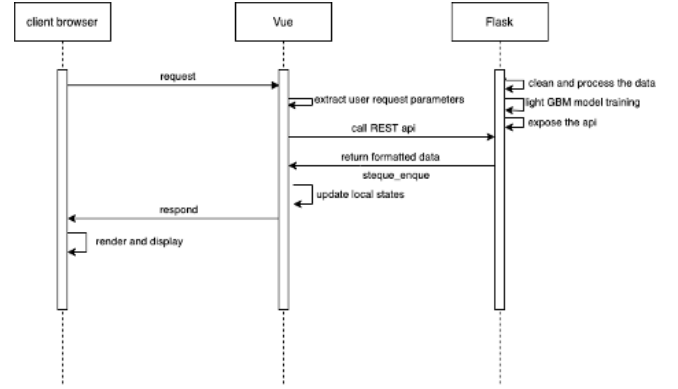 client browser
Vue
Flask
request
clean and process the data
extract user request parameters
light GBM model training
expose the api
call REST api
return formatted data
steque_enque
update local states
respond
render and display